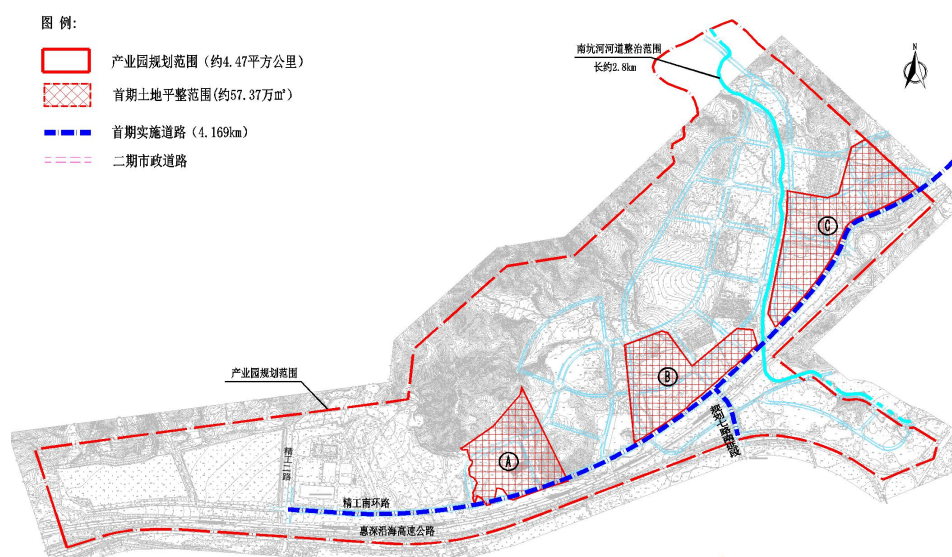 图 例:
产业园规划范围（约4.47平方公里）
首期土地平整范围(约57.37万㎡)
首期实施道路（4.169km）
二期市政道路
南坑河河道整治范围
长约2.8km
N
C
B
A
产业园规划范围
精工二路
精工南环路
惠深沿海高速公路